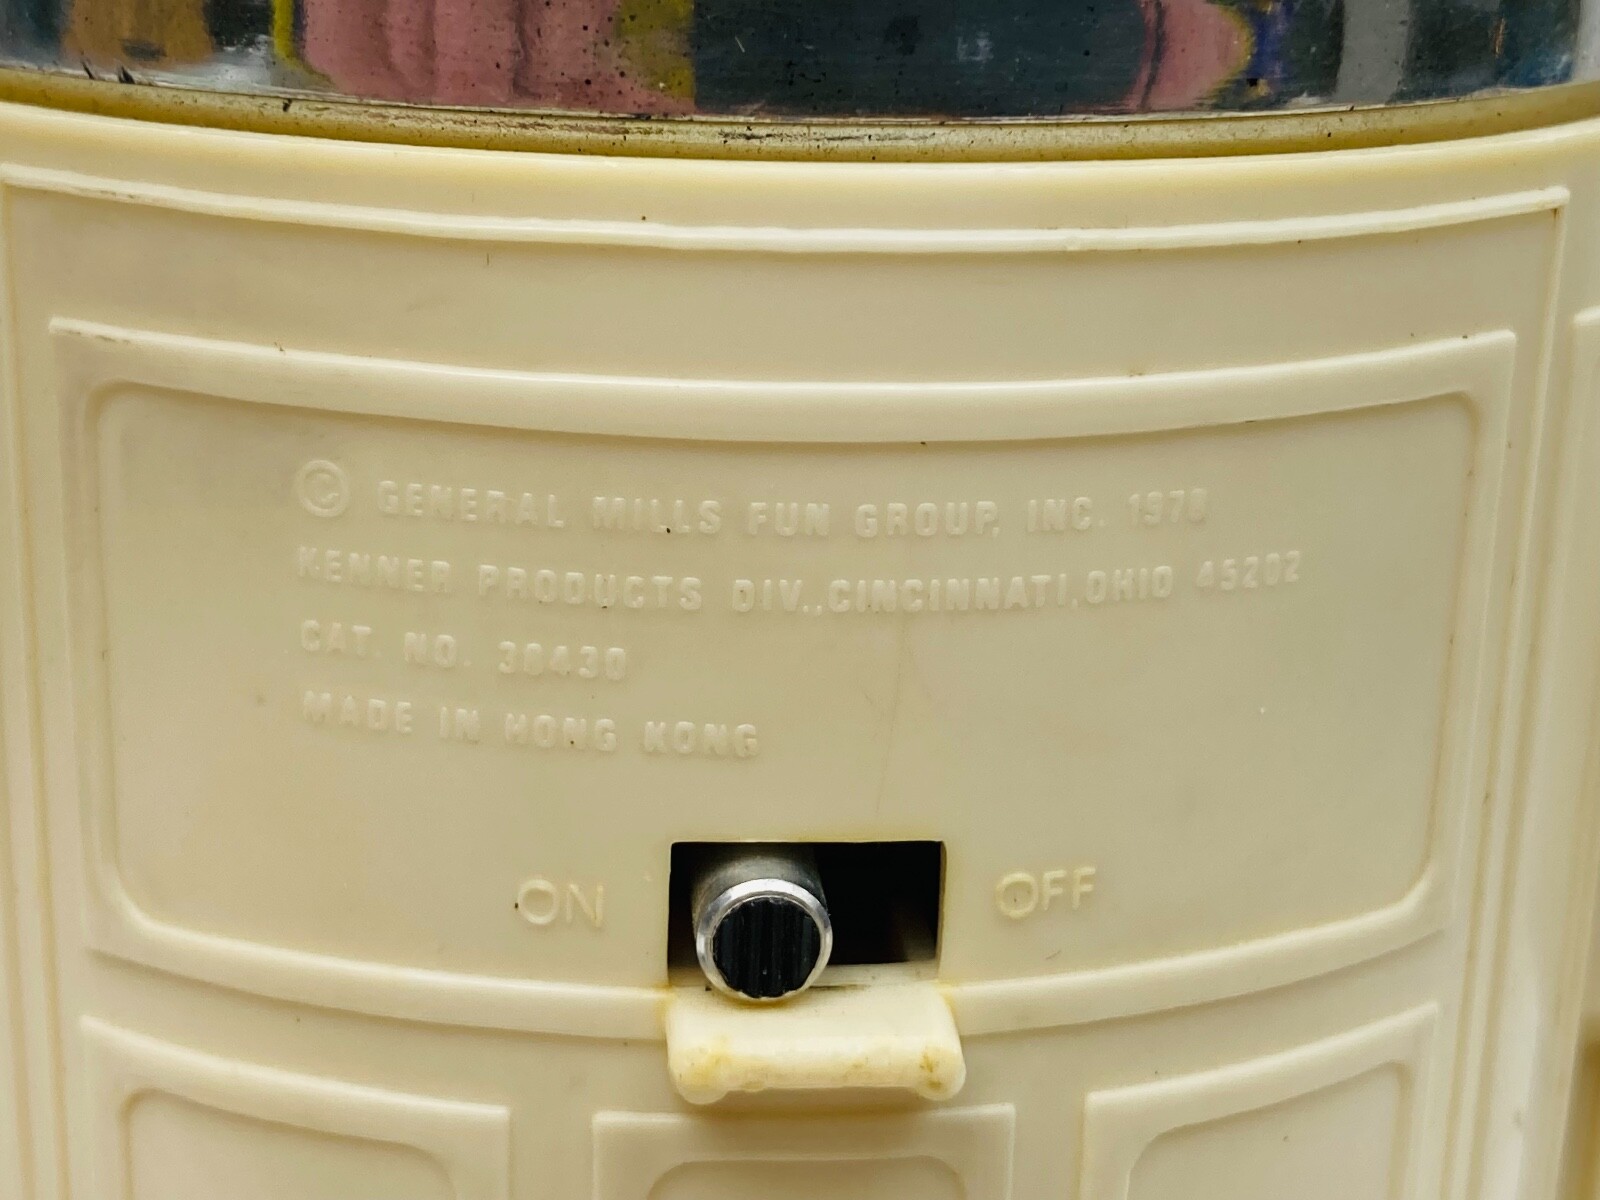 © GENERAL MILLS FUN GROUP, INC. 1978
KENNER PRODUCTS DIV., CINCINNATI, OHIO 45202
CAT. NO. 38430
MADE IN HONG KONG
ON OFF